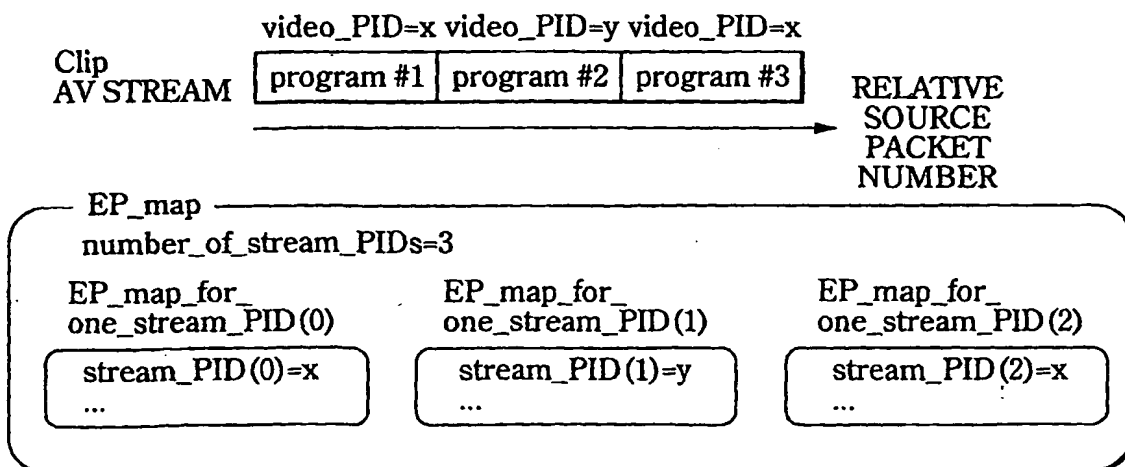 video_PID=x video_PID=y video_PID=x
Clip
AV STREAM
program #1 program #2 program #3
RELATIVE
SOURCE
PACKET
NUMBER
EP_map
number_of_stream_PIDs=3
EP_map_for_
one_stream_PID(0)
EP_map_for_
one_stream_PID(1)
EP_map_for_
one_stream_PID(2)
stream_PID(0)=x
...
stream_PID(1)=y
...
stream_PID(2)=x
...